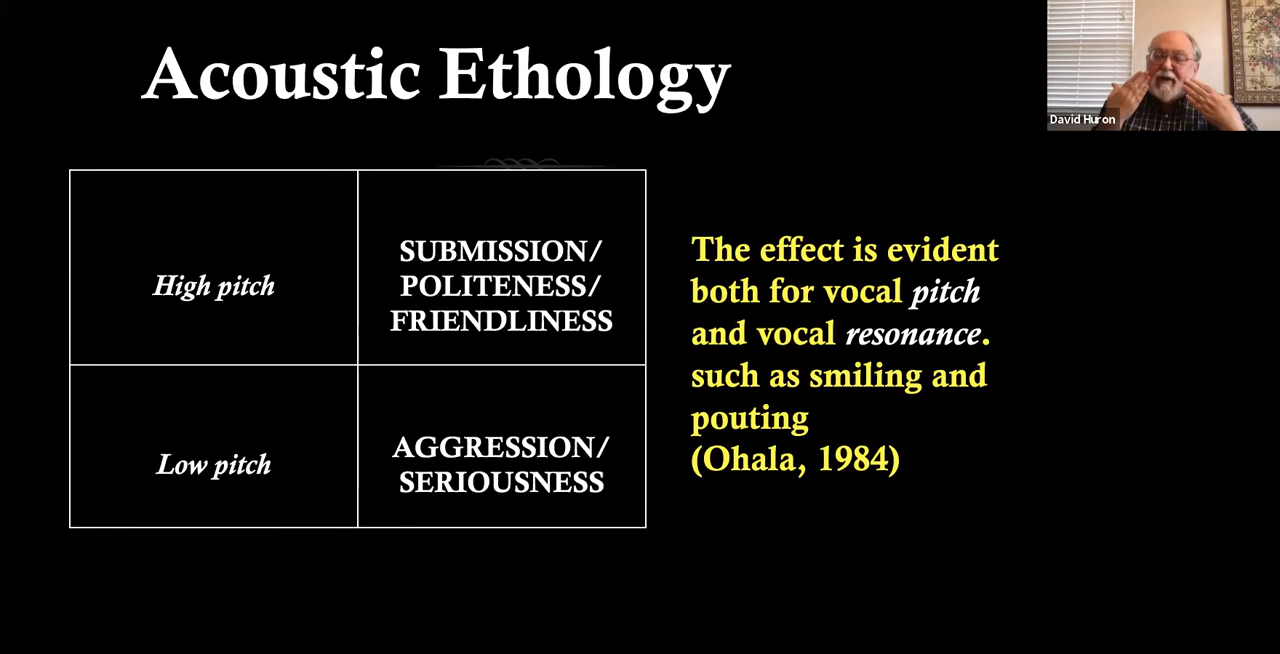 Acoustic Ethology
David Huron
High pitch
SUBMISSION/
POLITENESS/
FRIENDLINESS
Low pitch
AGGRESSION/
SERIOUSNESS
The effect is evident
both for vocal pitch
and vocal resonance.
such as smiling and
pouting
(Ohala, 1984)